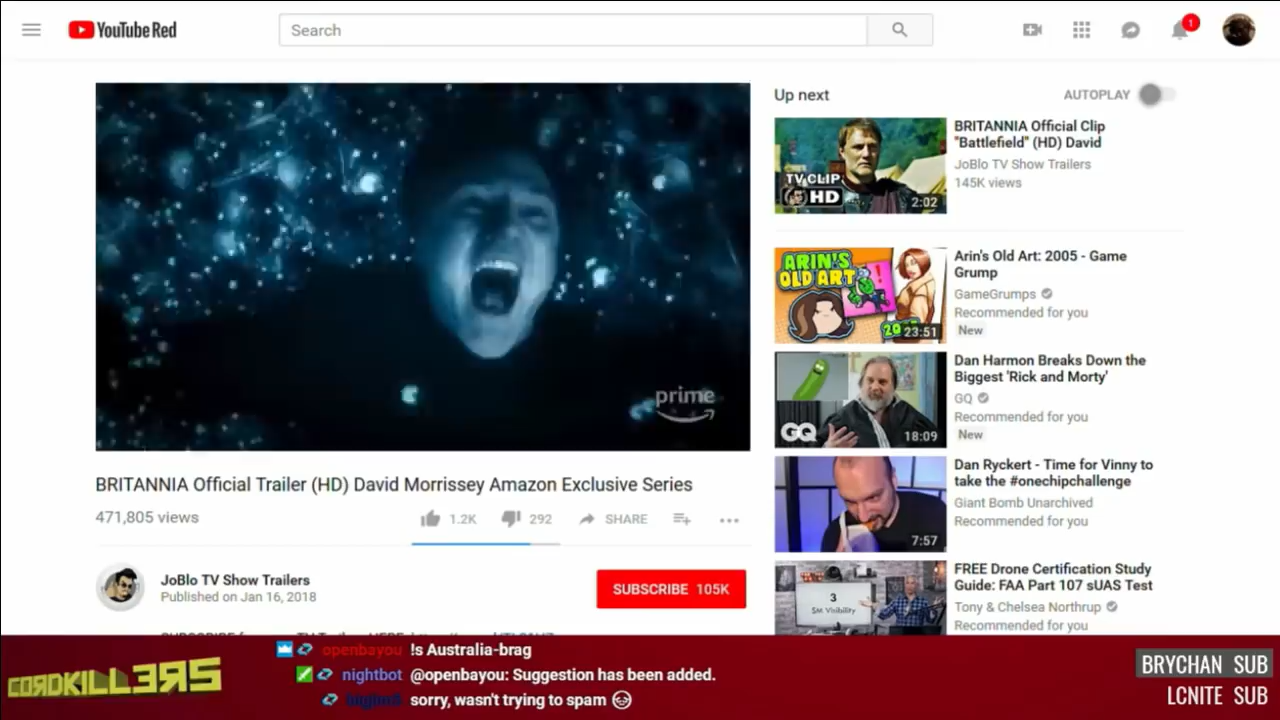 YouTube Red
Search
1
Up next
AUTOPLAY
BRITANNIA Official Clip
"Battlefield" (HD) David
JoBlo TV Show Trailers
145K views
TV CLIP
HD
2:02
ARIN'S
OLD ART
23:51
Arin's Old Art: 2005 - Game
Grump
GameGrumps
Recommended for you
New
Dan Harmon Breaks Down the
Biggest 'Rick and Morty'
GQ
Recommended for you
New
GQ
18:09
Dan Ryckert - Time for Vinny to
take the #onechipchallenge
Giant Bomb Unarchived
Recommended for you
7:57
FREE Drone Certification Study
Guide: FAA Part 107 sUAS Test
Tony & Chelsea Northrup
Recommended for you
3
SM Visibility
prime
BRITANNIA Official Trailer (HD) David Morrissey Amazon Exclusive Series
471,805 views
1.2K
292
SHARE
JoBlo TV Show Trailers
Published on Jan 16, 2018
SUBSCRIBE 105K
CORDKILLERS
openbayou !s Australia-brag
nightbot @openbayou: Suggestion has been added.
sorry, wasn't trying to spam
BRYCHAN SUB
LCNITE SUB